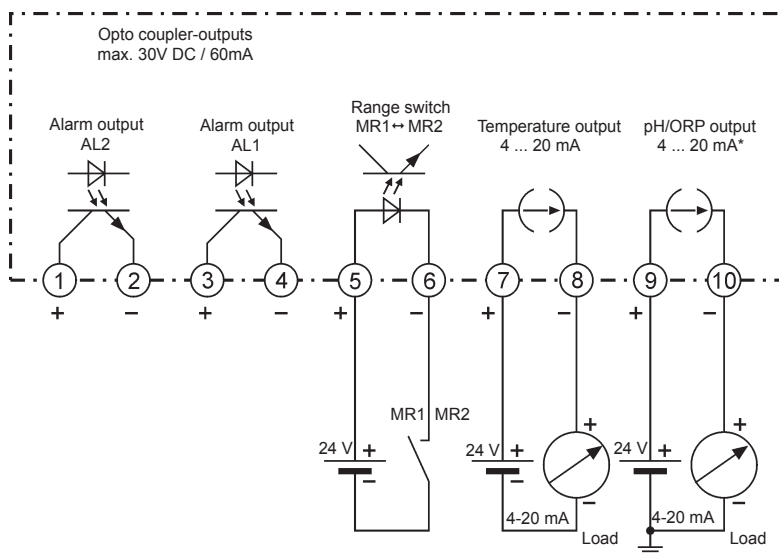 Opto coupler-outputs
max. 30V DC / 60mA
Alarm output
AL2
Alarm output
AL1
Range switch
MR1↔MR2
Temperature output
4 ... 20 mA
pH/ORP output
4 ... 20 mA*
1 2 3 4 5 6 7 8 9 10
+ − + − + − + − + −
MR1 MR2
24 V + −
24 V + −
+ −
24 V + −
+ −
4-20 mA
Load
4-20 mA
Load